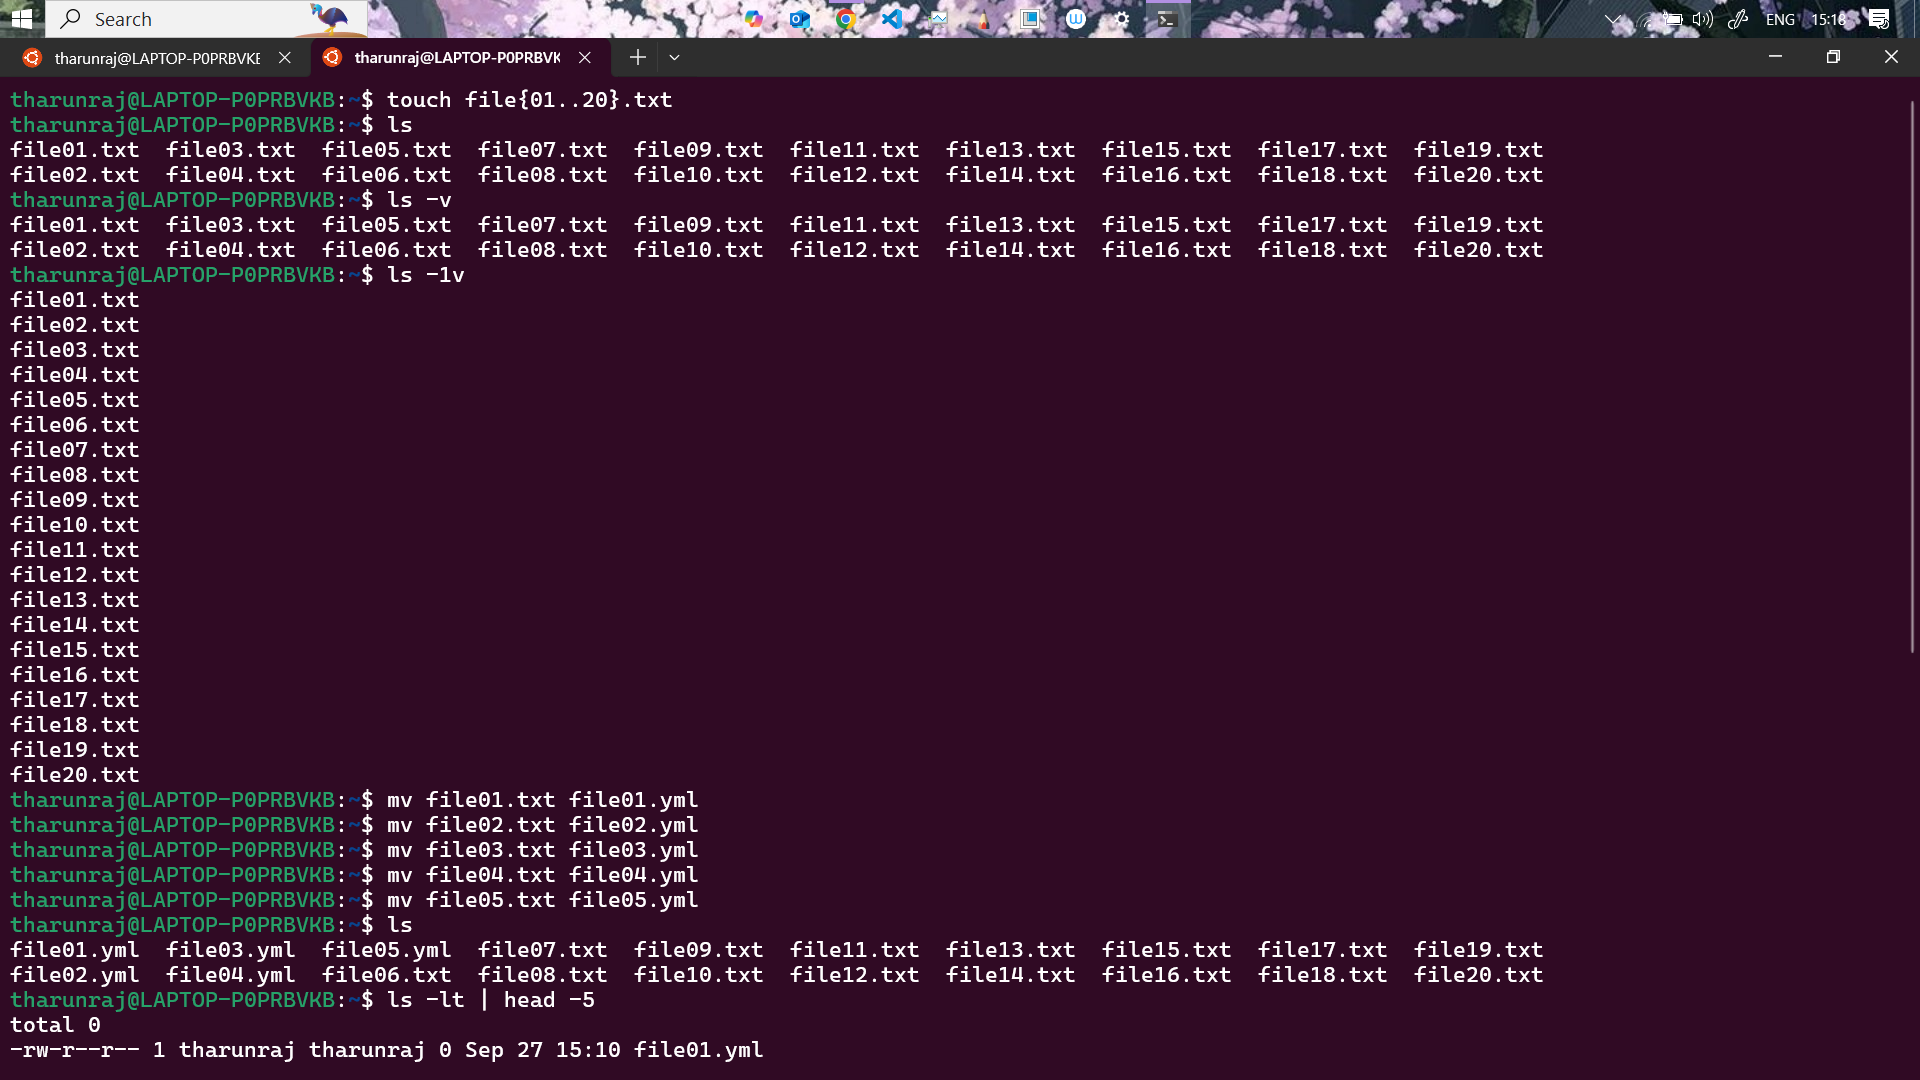 Search
ENG 15:18
tharunraj@LAPTOP-P0PRBVKE
tharunraj@LAPTOP-P0PRBVK
tharunraj@LAPTOP-P0PRBVKB:~$ touch file{01..20}.txt
tharunraj@LAPTOP-P0PRBVKB:~$ ls
file01.txt  file03.txt  file05.txt  file07.txt  file09.txt  file11.txt  file13.txt  file15.txt  file17.txt  file19.txt
file02.txt  file04.txt  file06.txt  file08.txt  file10.txt  file12.txt  file14.txt  file16.txt  file18.txt  file20.txt
tharunraj@LAPTOP-P0PRBVKB:~$ ls -v
file01.txt  file03.txt  file05.txt  file07.txt  file09.txt  file11.txt  file13.txt  file15.txt  file17.txt  file19.txt
file02.txt  file04.txt  file06.txt  file08.txt  file10.txt  file12.txt  file14.txt  file16.txt  file18.txt  file20.txt
tharunraj@LAPTOP-P0PRBVKB:~$ ls -1v
file01.txt
file02.txt
file03.txt
file04.txt
file05.txt
file06.txt
file07.txt
file08.txt
file09.txt
file10.txt
file11.txt
file12.txt
file13.txt
file14.txt
file15.txt
file16.txt
file17.txt
file18.txt
file19.txt
file20.txt
tharunraj@LAPTOP-P0PRBVKB:~$ mv file01.txt file01.yml
tharunraj@LAPTOP-P0PRBVKB:~$ mv file02.txt file02.yml
tharunraj@LAPTOP-P0PRBVKB:~$ mv file03.txt file03.yml
tharunraj@LAPTOP-P0PRBVKB:~$ mv file04.txt file04.yml
tharunraj@LAPTOP-P0PRBVKB:~$ mv file05.txt file05.yml
tharunraj@LAPTOP-P0PRBVKB:~$ ls
file01.yml  file03.yml  file05.yml  file07.txt  file09.txt  file11.txt  file13.txt  file15.txt  file17.txt  file19.txt
file02.yml  file04.yml  file06.txt  file08.txt  file10.txt  file12.txt  file14.txt  file16.txt  file18.txt  file20.txt
tharunraj@LAPTOP-P0PRBVKB:~$ ls -lt | head -5
total 0
-rw-r--r-- 1 tharunraj tharunraj 0 Sep 27 15:10 file01.yml